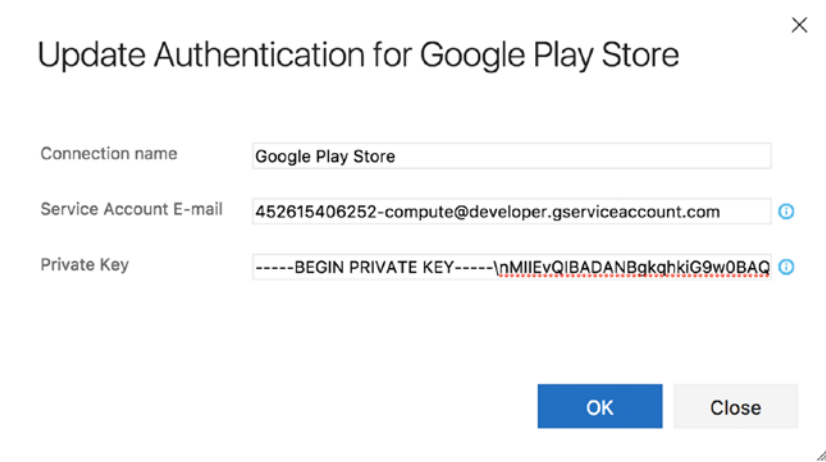 Update Authentication for Google Play Store
Connection name
Google Play Store
Service Account E-mail
452615406252-compute@developer.gserviceaccount.com
Private Key
-----BEGIN PRIVATE KEY-----\nMIIEvQIBADANBgkqhkiG9w0BAQ
OK
Close